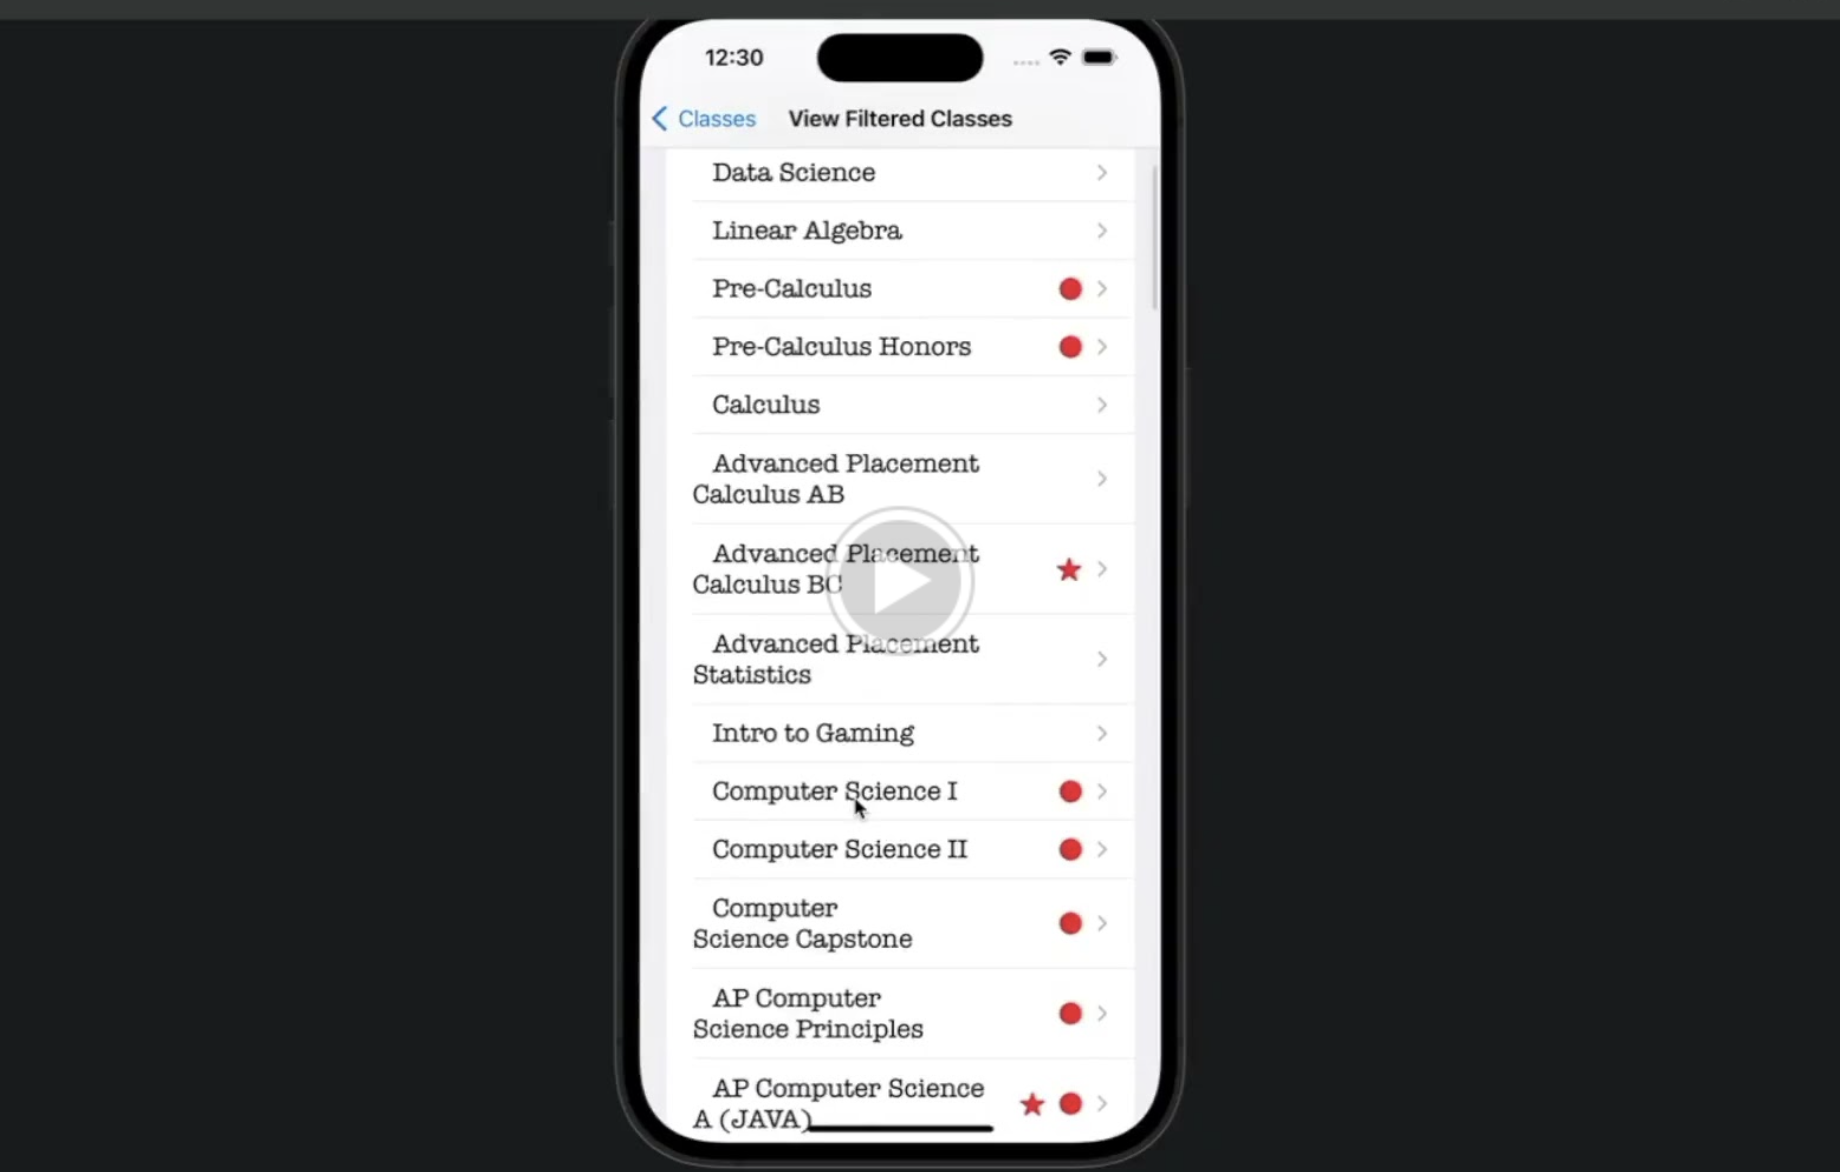 12:30
Classes
View Filtered Classes
Data Science
Linear Algebra
Pre-Calculus
Pre-Calculus Honors
Calculus
Advanced Placement
Calculus AB
Advanced Placement
Calculus BC
Advanced Placement
Statistics
Intro to Gaming
Computer Science I
Computer Science II
Computer
Science Capstone
AP Computer
Science Principles
AP Computer Science
A (JAVA)